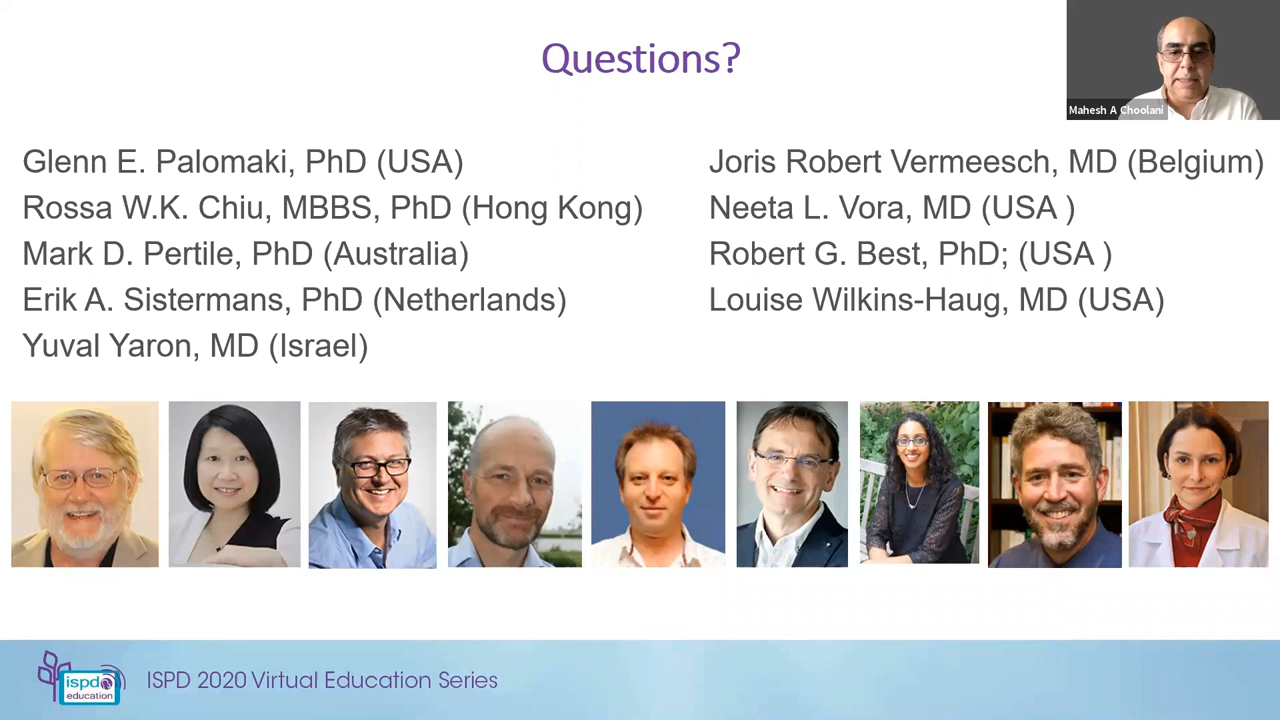 Questions?
Mahesh A Choolani
Glenn E. Palomaki, PhD (USA)
Rossa W.K. Chiu, MBBS, PhD (Hong Kong)
Mark D. Pertile, PhD (Australia)
Erik A. Sistermans, PhD (Netherlands)
Yuval Yaron, MD (Israel)
Joris Robert Vermeesch, MD (Belgium)
Neeta L. Vora, MD (USA )
Robert G. Best, PhD; (USA )
Louise Wilkins-Haug, MD (USA)
ispd
education
ISPD 2020 Virtual Education Series